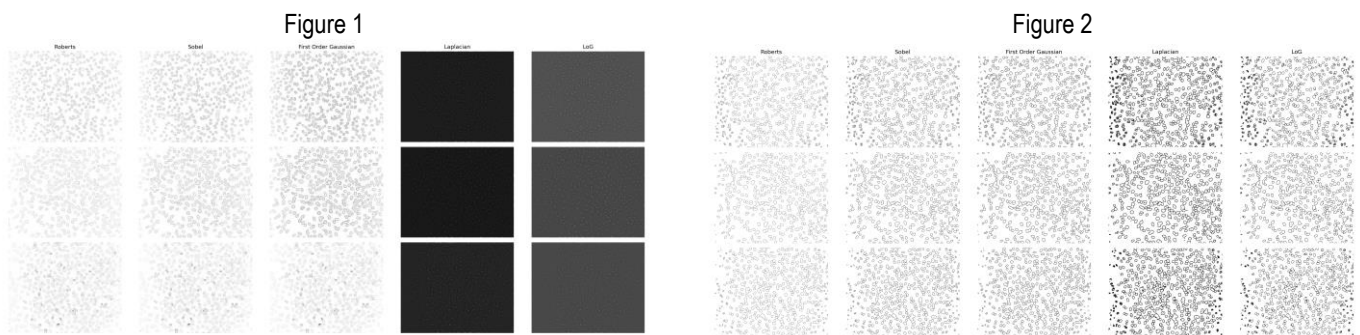 Figure 1
Roberts
Sobel
First Order Gaussian
Laplacian
LoG
Figure 2
Roberts
Sobel
First Order Gaussian
Laplacian
LoG